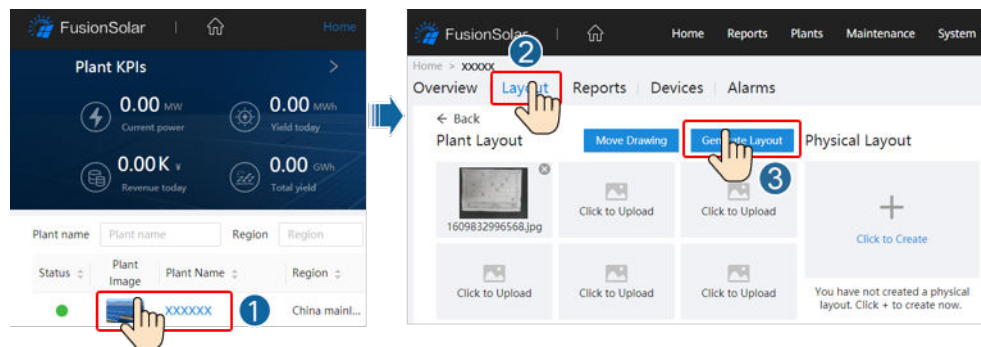 FusionSolar
Home
Plant KPIs >
0.00 MW
Current power
0.00 MWh
Yield today
0.00K ¥
Revenue today
0.00 GWh
Total yield
Plant name Plant name Region Region
Status Plant Image Plant Name Region
XXXXXX China mainl...
1
FusionSolar Home Reports Plants Maintenance System
Home > XXXXX
2
Overview Layout Reports Devices Alarms
← Back
Plant Layout Move Drawing Generate Layout Physical Layout
3
1609832996568.jpg
Click to Upload
Click to Upload
Click to Create
Click to Upload
Click to Upload
Click to Upload
You have not created a physical
layout. Click + to create now.